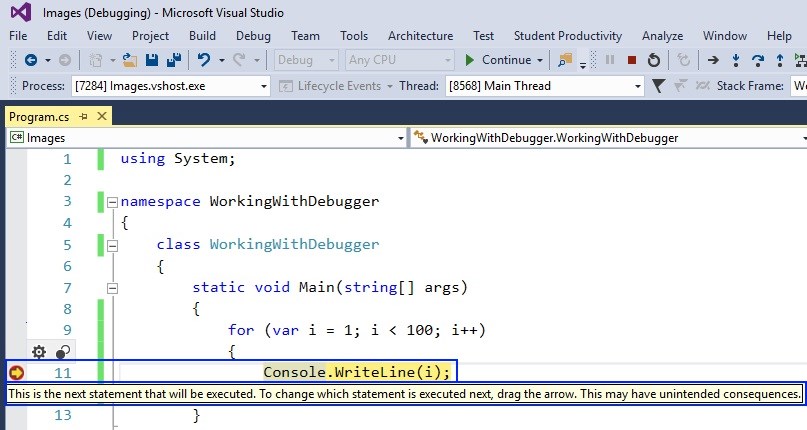 Images (Debugging) - Microsoft Visual Studio
File Edit View Project Build Debug Team Tools Architecture Test Student Productivity Analyze Window Help
Debug Any CPU Continue
Process: [7284] Images.vshost.exe Lifecycle Events Thread: [8568] Main Thread Stack Frame:
Program.cs
C# Images WorkingWithDebugger.WorkingWithDebugger
1 using System;
2
3 namespace WorkingWithDebugger
4 {
5 class WorkingWithDebugger
6 {
7 static void Main(string[] args)
8 {
9 for (var i = 1; i < 100; i++)
{
11 Console.WriteLine(i);
This is the next statement that will be executed. To change which statement is executed next, drag the arrow. This may have unintended consequences.
13 }